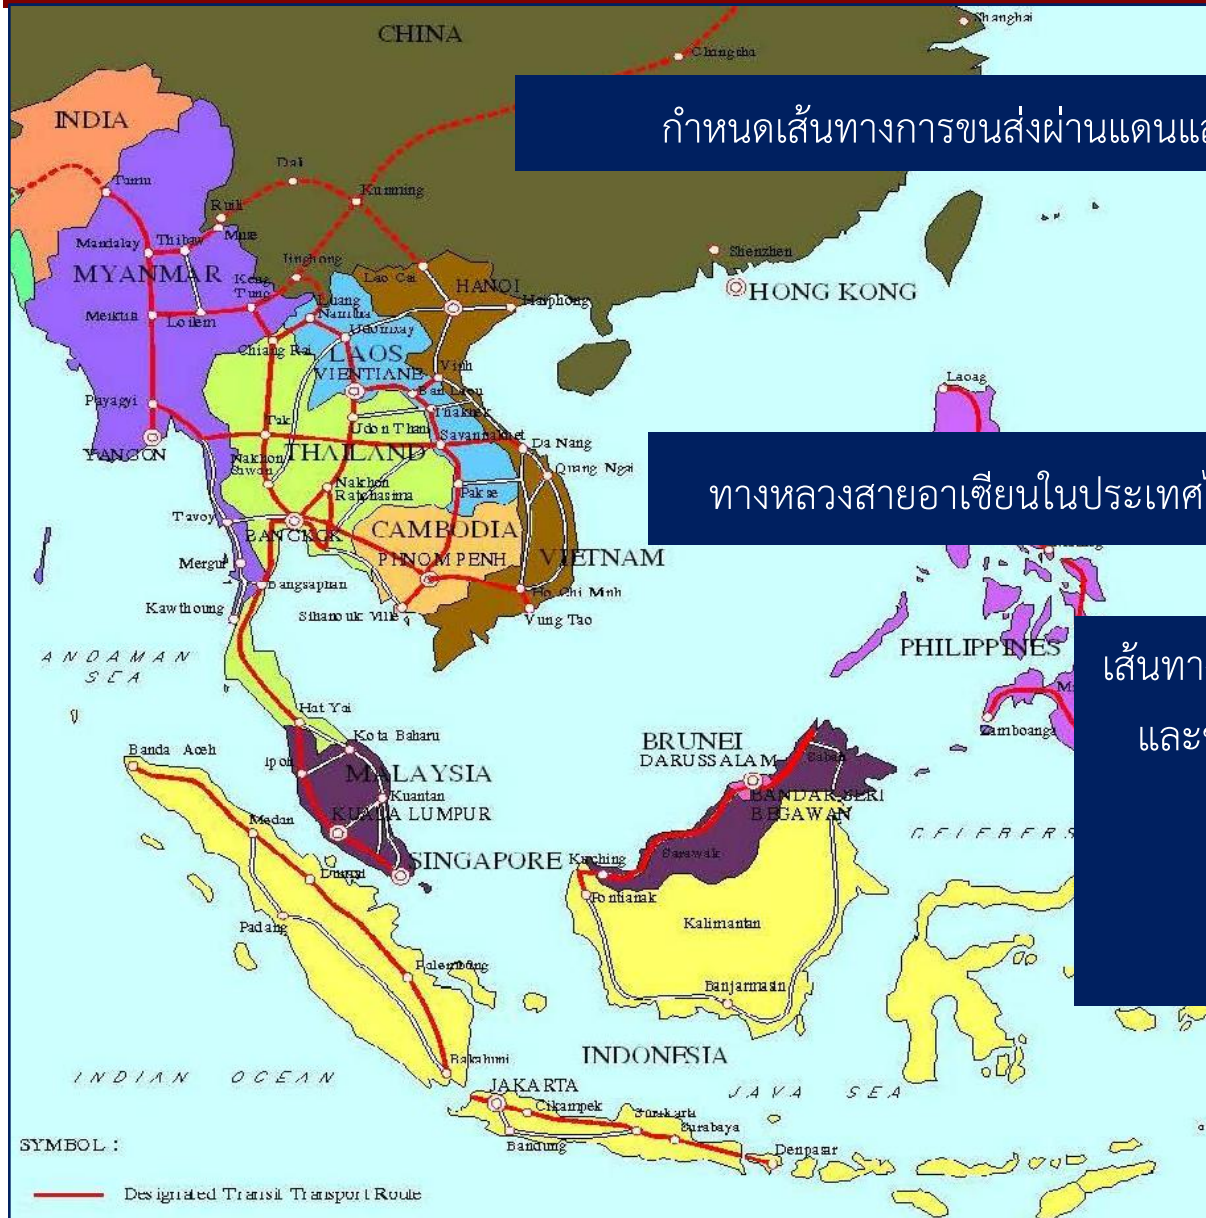 Shanghai
CHINA
Changsha
กำหนดเส้นทางการขนส่งผ่านแดนแ
INDIA
Dali
Kunming
Tamu
Ruili
Muse
Mandalay
Thibaw
Shenzhen
MYANMAR
Jinghong
Lao Cai
HANOI
Keng
Tung
HONG KONG
Luang
Namtha
Haiphong
Meiktila
Loilem
Udomxay
Chiang Rai
LAOS
VIENTIANE
Vinh
Laoag
Payagyi
Thakhek
Tak
Udon Thani
Savannakhet
Da Nang
YANGON
THAILAND
Nakhon
Sawan
Quang Ngai
Nakhon
Ratchasima
Pakse
ทางหลวงสายอาเซียนในประเทศ
Tavoy
BANGKOK
CAMBODIA
Mergui
PHNOM PENH
VIETNAM
Bangsaphan
Ho Chi Minh
Kawthoung
Sihanouk Ville
Vung Tao
ANDAMAN
SEA
PHILIPPINES
เส้นทา
Hat Yai
Zamboanga
และ
Banda Aceh
Kota Baharu
BRUNEI
DARUSSALAM
Ipoh
Sabah
MALAYSIA
Kuantan
BANDAR SERI
BEGAWAN
KUALA LUMPUR
Medan
SINGAPORE
Kuching
Sarawak
Pontianak
Padang
Kalimantan
Palembang
Banjarmasin
Bakahuni
INDONESIA
INDIAN OCEAN
JAKARTA
JAVA SEA
Cikampek
Surakarta
Surabaya
Bandung
Denpasar
SYMBOL :
Designated Transit Transport Route